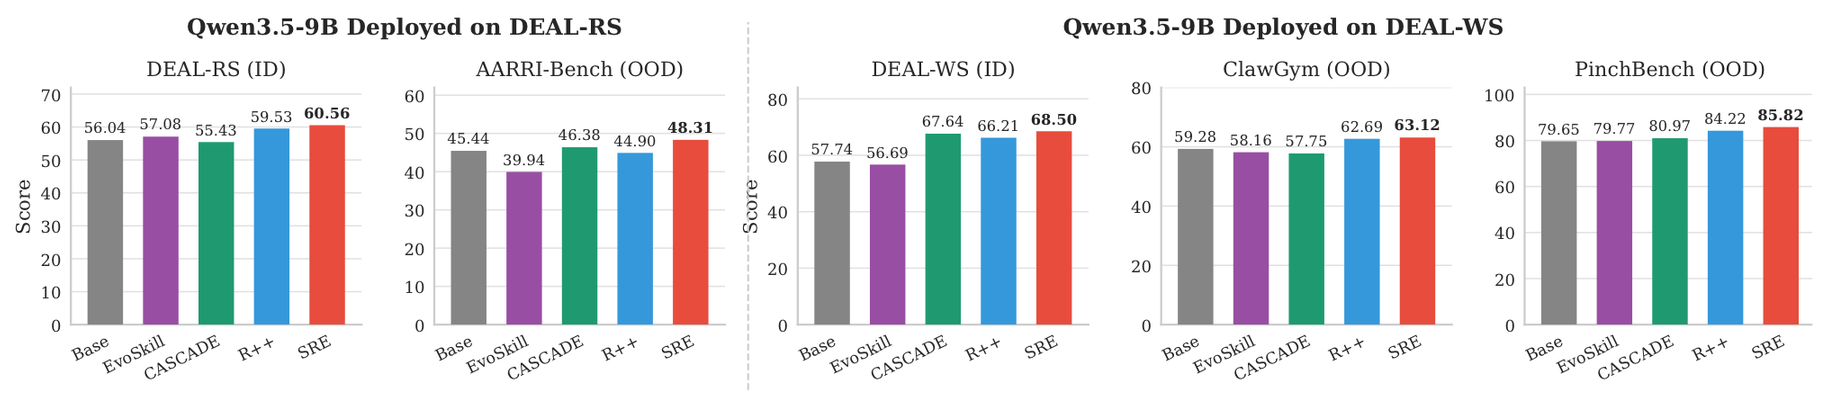 Qwen3.5-9B Deployed on DEAL-RS
Qwen3.5-9B Deployed on DEAL-WS
DEAL-RS (ID)
Score
70
60
50
40
30
20
10
0
56.04
57.08
55.43
59.53
60.56
Base
EvoSkill
CASCADE
R++
SRE
AARRI-Bench (OOD)
60
50
40
30
20
10
0
45.44
39.94
46.38
44.90
48.31
Base
EvoSkill
CASCADE
R++
SRE
DEAL-WS (ID)
Score
80
60
40
20
0
57.74
56.69
67.64
66.21
68.50
Base
EvoSkill
CASCADE
R++
SRE
ClawGym (OOD)
80
60
40
20
0
59.28
58.16
57.75
62.69
63.12
Base
EvoSkill
CASCADE
R++
SRE
PinchBench (OOD)
100
80
60
40
20
0
79.65
79.77
80.97
84.22
85.82
Base
EvoSkill
CASCADE
R++
SRE